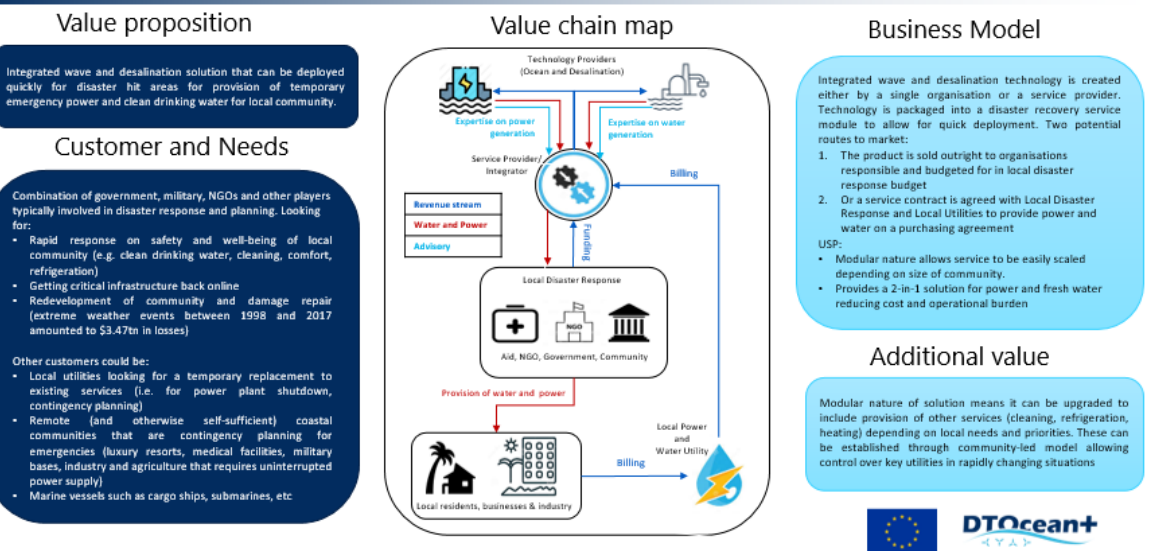 Value proposition
Integrated wave and desalination solution that can be deployed
quickly for disaster hit areas for provision of temporary
emergency power and clean drinking water for local community.
Customer and Needs
Combination of government, military, NGOs and other players
typically involved in disaster response and planning. Looking
for:
▪ Rapid response on safety and well-being of local
community (e.g. clean drinking water, cleaning, comfort,
refrigeration)
▪ Getting critical infrastructure back online
▪ Redevelopment of community and damage repair
(extreme weather events between 1998 and 2017
amounted to $3.47tn in losses)
Other customers could be:
▪ Local utilities looking for a temporary replacement to
existing services (i.e. for power plant shutdown,
contingency planning)
▪ Remote (and otherwise self-sufficient) coastal
communities that are contingency planning for
emergencies (luxury resorts, medical facilities, military
bases, industry and agriculture that requires uninterrupted
power supply)
▪ Marine vessels such as cargo ships, submarines, etc
Value chain map
Technology Providers
(Ocean and Desalination)
Expertise on power
generation
Expertise on water
generation
Service Provider/
Integrator
Billing
Revenue stream
Water and Power
Advisory
Funding
Local Disaster Response
NGO
Aid, NGO, Government, Community
Provision of water and power
Local Power
and
Water Utility
Billing
Local residents, businesses & industry
Business Model
Integrated wave and desalination technology is created
either by a single organisation or a service provider.
Technology is packaged into a disaster recovery service
module to allow for quick deployment. Two potential
routes to market:
1. The product is sold outright to organisations
responsible and budgeted for in local disaster
response budget
2. Or a service contract is agreed with Local Disaster
Response and Local Utilities to provide power and
water on a purchasing agreement
USP:
▪ Modular nature allows service to be easily scaled
depending on size of community.
▪ Provides a 2-in-1 solution for power and fresh water
reducing cost and operational burden
Additional value
Modular nature of solution means it can be upgraded to
include provision of other services (cleaning, refrigeration,
heating) depending on local needs and priorities. These can
be established through community-led model allowing
control over key utilities in rapidly changing situations
DTOcean+